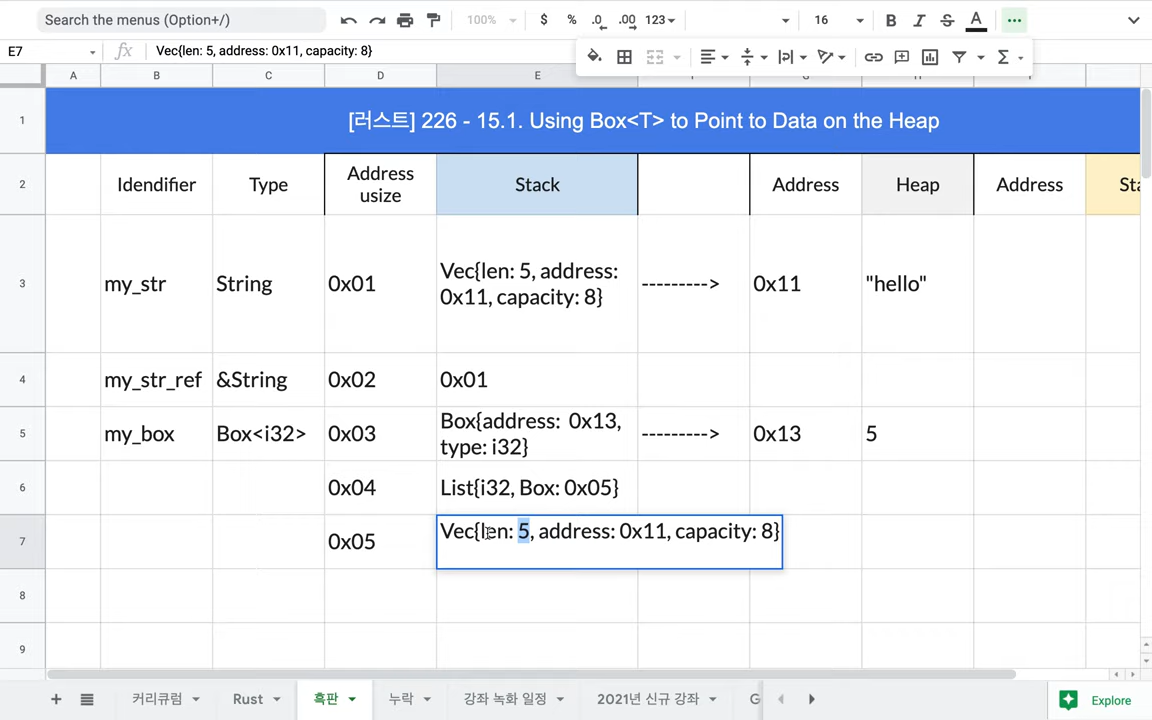 Search the menus (Option+/)
100%
$ % .0 .00 123
16
B I S A
E7
fx
Vec{len: 5, address: 0x11, capacity: 8}
A B C D E
1
[러스트] 226 - 15.1. Using Box<T> to Point to Data on the Heap
2
Idendifier
Type
Address
usize
Stack
Address
Heap
Address
3
my_str
String
0x01
Vec{len: 5, address:
0x11, capacity: 8}
--------->
0x11
"hello"
4
my_str_ref
&String
0x02
0x01
5
my_box
Box<i32>
0x03
Box{address: 0x13,
type: i32}
--------->
0x13
5
6
0x04
List{i32, Box: 0x05}
7
0x05
Vec{len: 5, address: 0x11, capacity: 8}
8
9
커리큘럼
Rust
흑판
누락
강좌 녹화 일정
2021년 신규 강좌
Explore